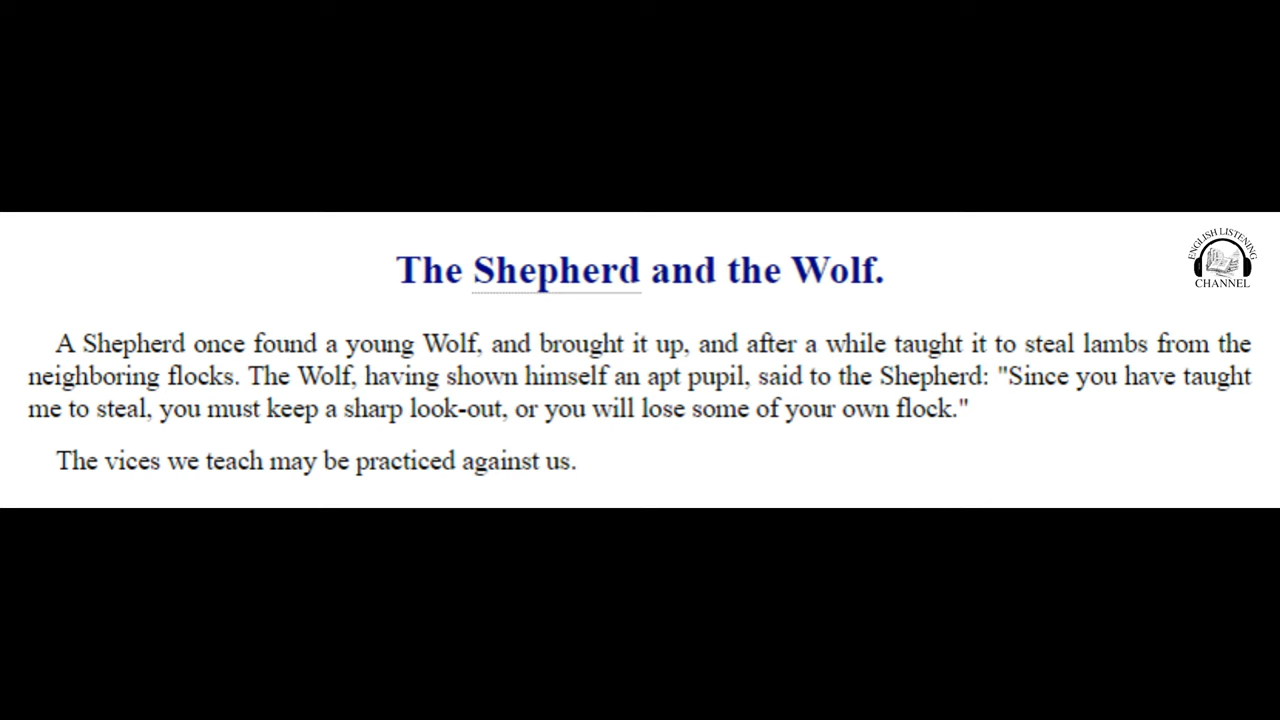 The Shepherd and the Wolf.
ENGLISH LISTENING
CHANNEL
A Shepherd once found a young Wolf, and brought it up, and after a while taught it to steal lambs from the
neighboring flocks. The Wolf, having shown himself an apt pupil, said to the Shepherd: "Since you have taught
me to steal, you must keep a sharp look-out, or you will lose some of your own flock."
The vices we teach may be practiced against us.